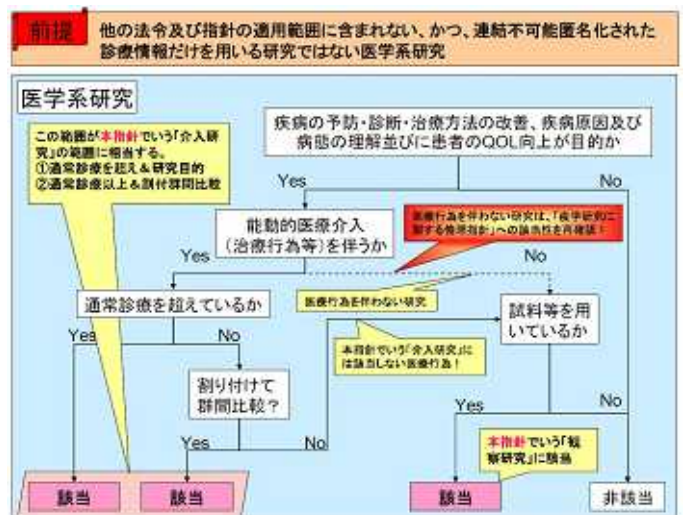 前提
他の法令及び指針の適用範囲に含まれない、かつ、連結不可能匿名化された
診療情報だけを用いる研究ではない医学系研究
医学系研究
この範囲が本指針でいう「介入研
究」の範囲に相当する。
①通常診療を超え&研究目的
②通常診療以上&割付群間比較
疾病の予防・診断・治療方法の改善、疾病原因及び
病態の理解並びに患者のQOL向上が目的か
Yes
No
能動的医療介入
(治療行為等)を伴うか
医療行為を伴わない研究は、「疫学研究に
関する倫理指針」への該当性を再確認!
Yes
No
通常診療を超えているか
医療行為を伴わない研究
試料等を用
いているか
Yes
No
本指針でいう「介入研究」に
は該当しない医療行為!
割り付けて
群間比較?
Yes
No
Yes
No
本指針でいう「観
察研究」に該当
該当
該当
該当
非該当